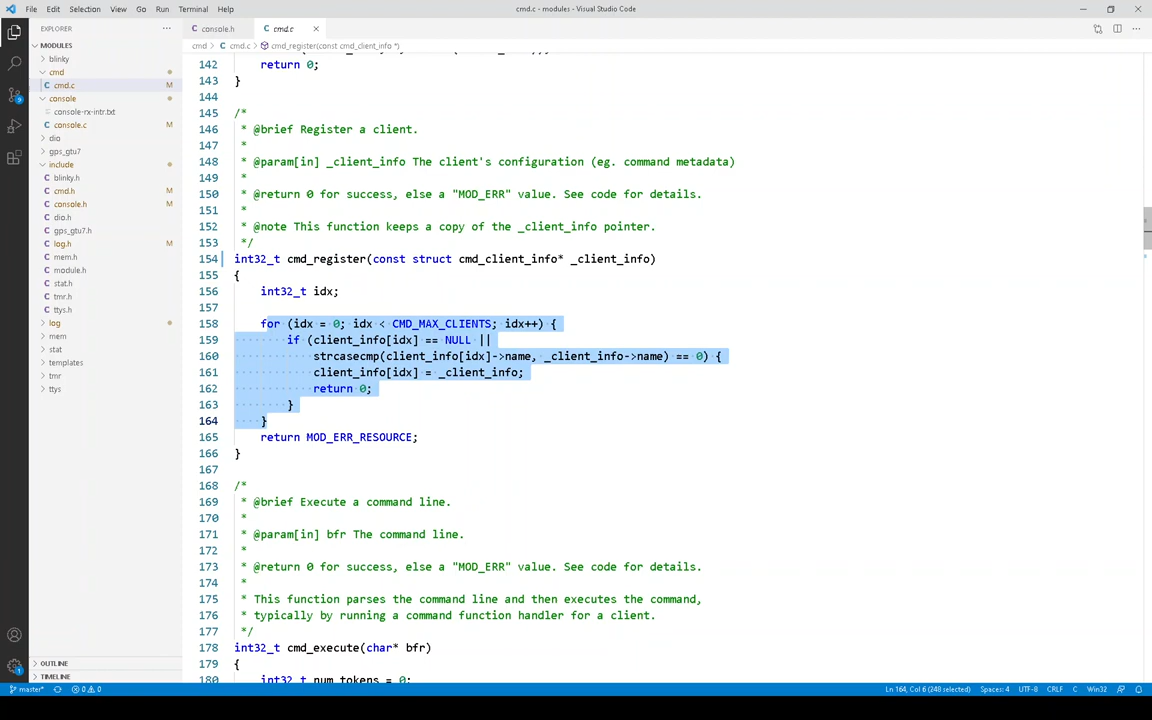 File Edit Selection View Go Run Terminal Help
cmd.c - modules - Visual Studio Code
EXPLORER
MODULES
blinky
cmd
cmd.c M
console
console-rx-intr.txt
console.c M
dio
gps_gtu7
include
blinky.h
cmd.h M
console.h M
dio.h
gps_gtu7.h
log.h M
mem.h
module.h
stat.h
tmr.h
ttys.h
log
mem
stat
templates
tmr
ttys
OUTLINE
TIMELINE
console.h cmd.c
cmd > cmd.c > cmd_register(const cmd_client_info *)
142 return 0;
143 }
144
145 /*
146 * @brief Register a client.
147 *
148 * @param[in] _client_info The client's configuration (eg. command metadata)
149 *
150 * @return 0 for success, else a "MOD_ERR" value. See code for details.
151 *
152 * @note This function keeps a copy of the _client_info pointer.
153 */
154 int32_t cmd_register(const struct cmd_client_info* _client_info)
155 {
156 int32_t idx;
157
158 for (idx = 0; idx < CMD_MAX_CLIENTS; idx++) {
159 if (client_info[idx] == NULL ||
160 strcasecmp(client_info[idx]->name, _client_info->name) == 0) {
161 client_info[idx] = _client_info;
162 return 0;
163 }
164 }
165 return MOD_ERR_RESOURCE;
166 }
167
168 /*
169 * @brief Execute a command line.
170 *
171 * @param[in] bfr The command line.
172 *
173 * @return 0 for success, else a "MOD_ERR" value. See code for details.
174 *
175 * This function parses the command line and then executes the command,
176 * typically by running a command function handler for a client.
177 */
178 int32_t cmd_execute(char* bfr)
179 {
180 int32_t num_tokens = 0;
master* 0 0 Ln 164, Col 6 (248 selected) Spaces: 4 UTF-8 CRLF C Win32